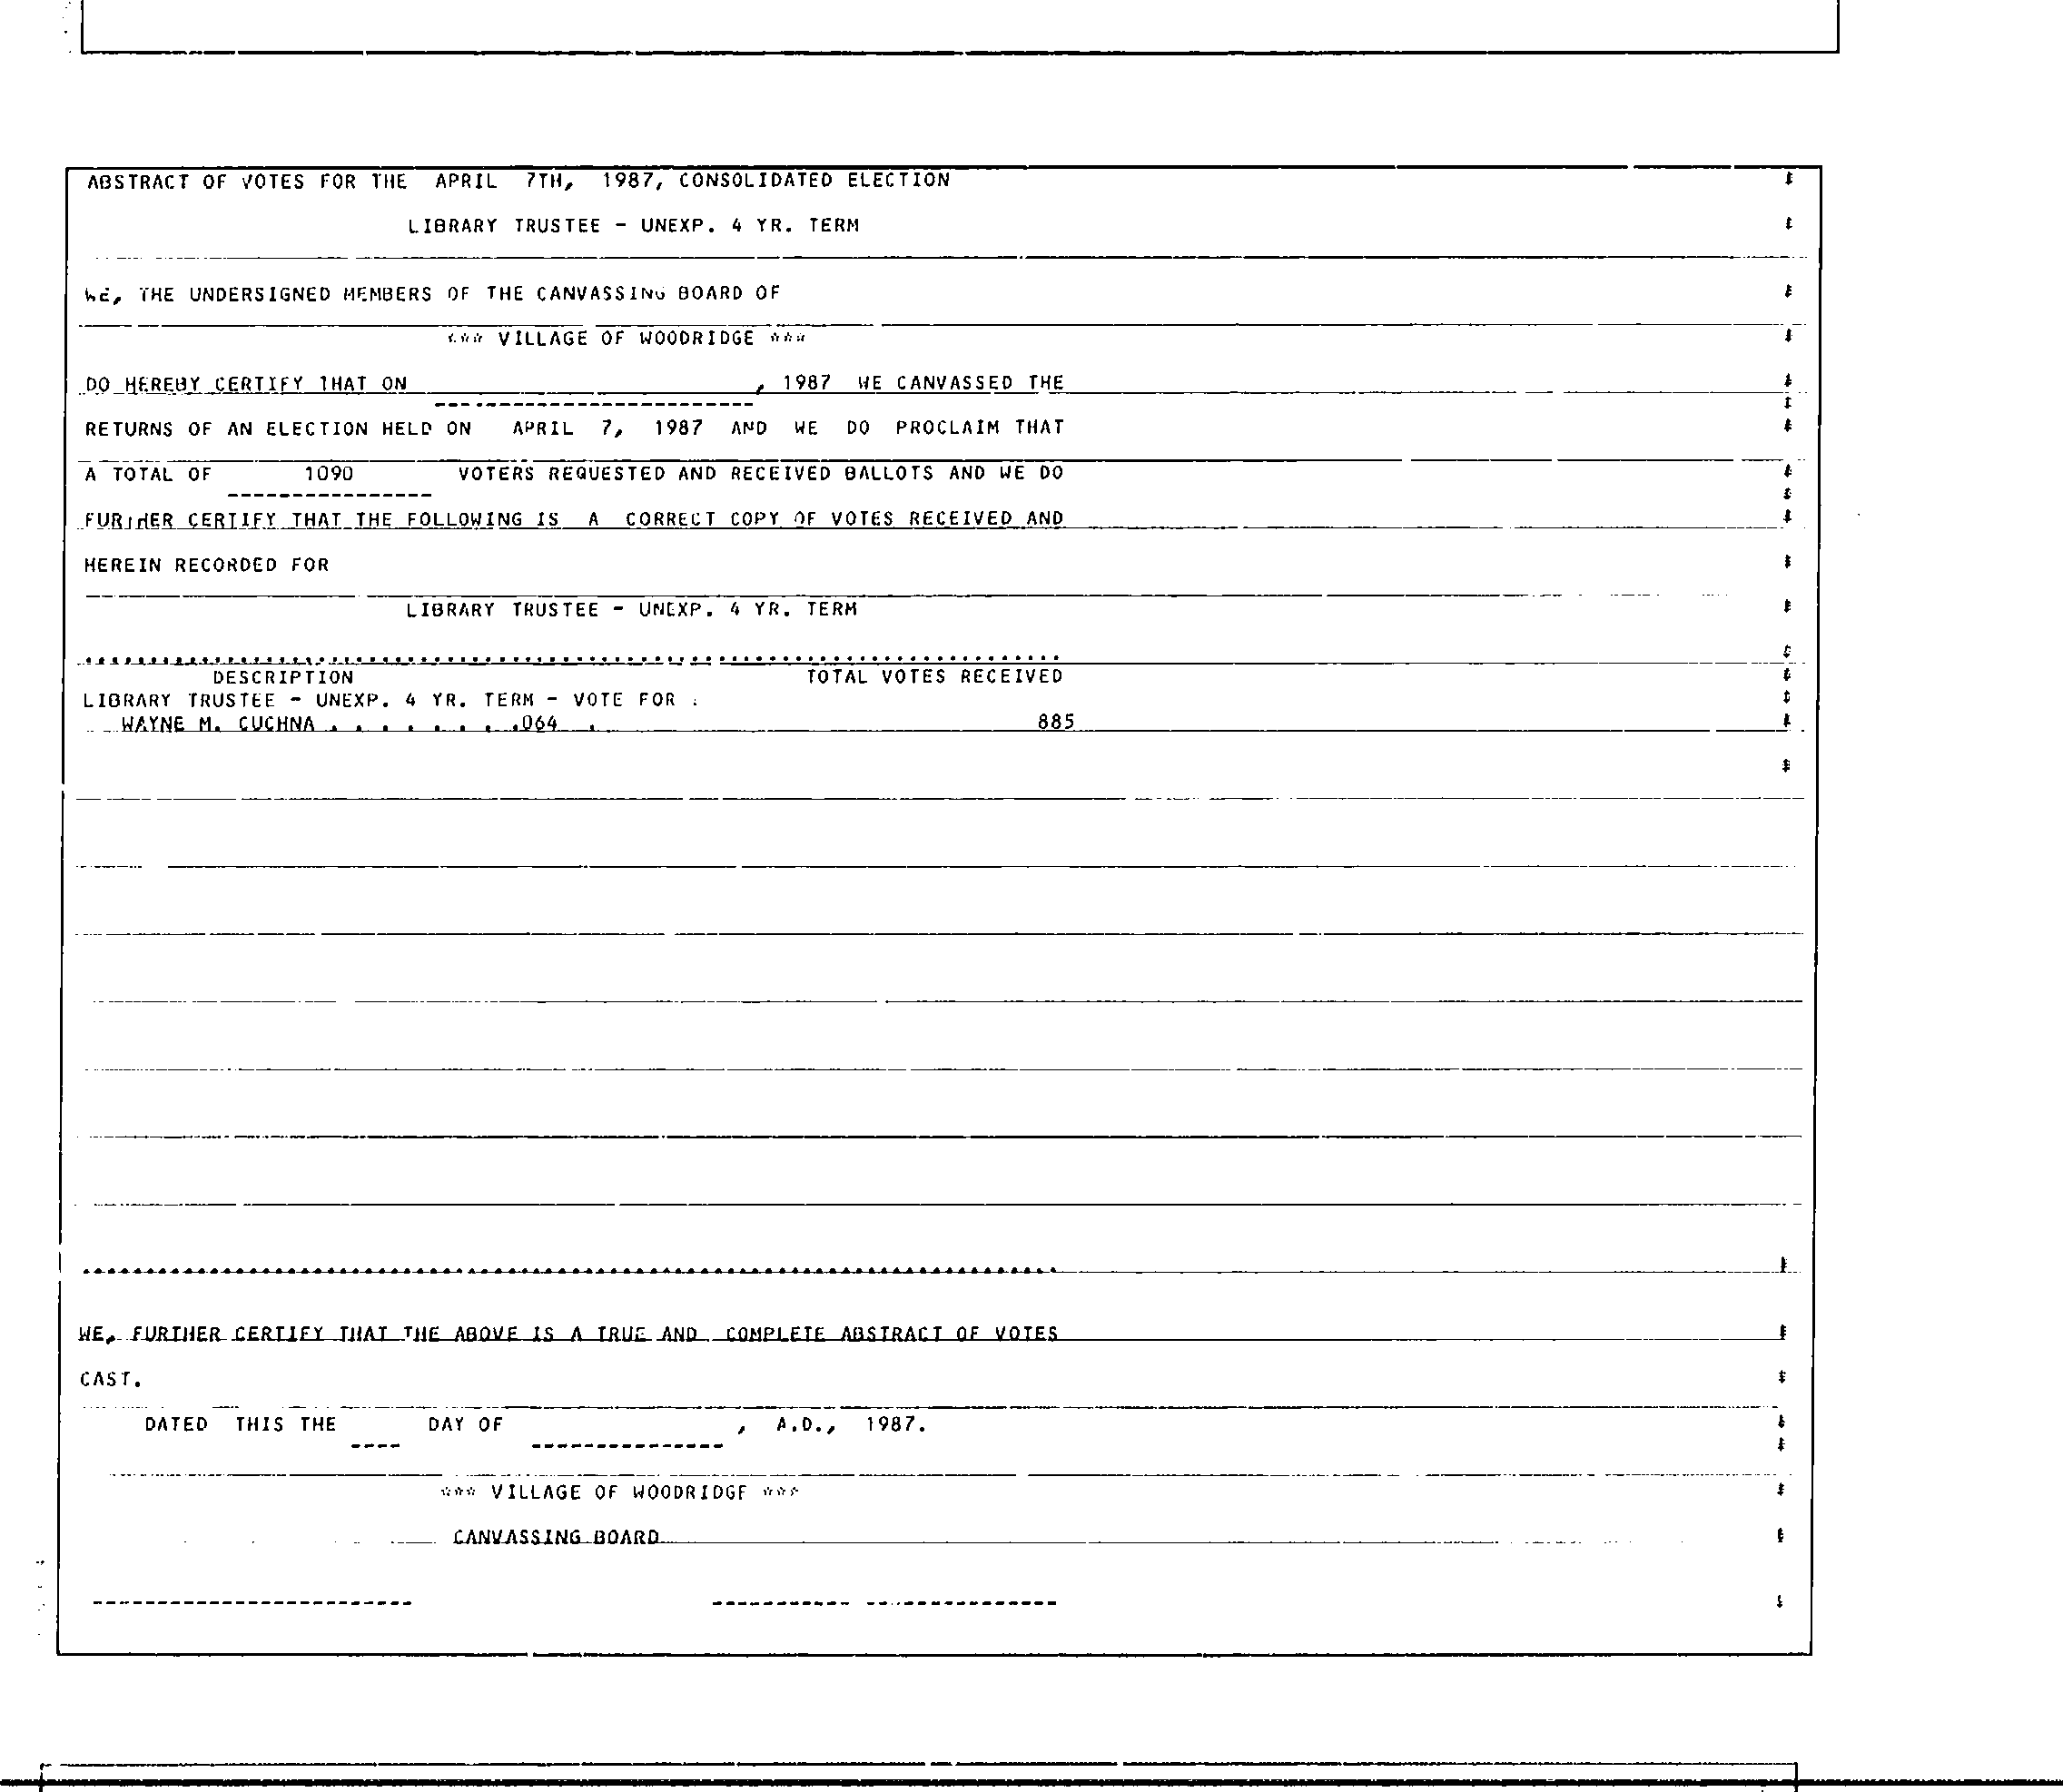 ABSTRACT OF VOTES FOR THE APRIL 7TH, 1987, CONSOLIDATED ELECTION
LIBRARY TRUSTEE - UNEXP. 4 YR. TERM
WE, THE UNDERSIGNED MEMBERS OF THE CANVASSING BOARD OF
*** VILLAGE OF WOODRIDGE ***
DO HEREBY CERTIFY THAT ON , 1987 WE CANVASSED THE
RETURNS OF AN ELECTION HELD ON APRIL 7, 1987 AND WE DO PROCLAIM THAT
A TOTAL OF 1090 VOTERS REQUESTED AND RECEIVED BALLOTS AND WE DO
FURTHER CERTIFY THAT THE FOLLOWING IS A CORRECT COPY OF VOTES RECEIVED AND
HEREIN RECORDED FOR
LIBRARY TRUSTEE - UNEXP. 4 YR. TERM
DESCRIPTION TOTAL VOTES RECEIVED
LIBRARY TRUSTEE - UNEXP. 4 YR. TERM - VOTE FOR
WAYNE M. CUCHNA . . . . . . . .064 . 885
WE, FURTHER CERTIFY THAT THE ABOVE IS A TRUE AND COMPLETE ABSTRACT OF VOTES
CAST.
DATED THIS THE DAY OF , A.D., 1987.
*** VILLAGE OF WOODRIDGE ***
CANVASSING BOARD